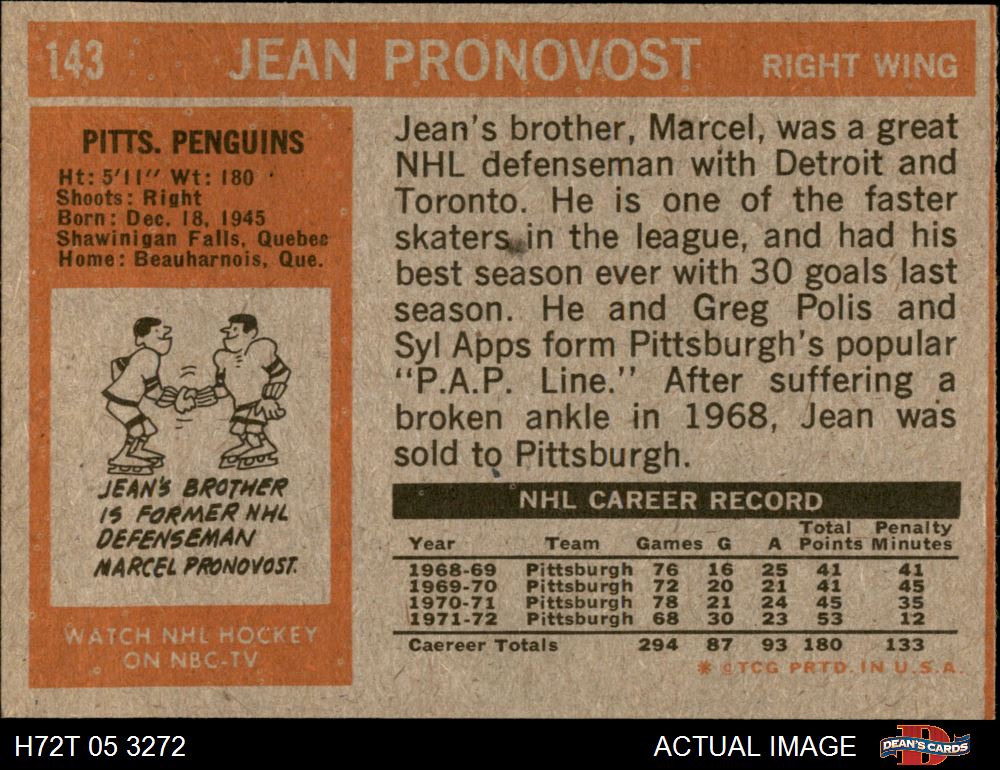 143 JEAN PRONOVOST RIGHT WING
PITTS. PENGUINS
Ht: 5'11" Wt: 180
Shoots: Right
Born: Dec. 18, 1945
Shawinigan Falls, Quebec
Home: Beauharnois, Que.
JEAN'S BROTHER
IS FORMER NHL
DEFENSEMAN
MARCEL PRONOVOST.
WATCH NHL HOCKEY
ON NBC-TV
Jean's brother, Marcel, was a great
NHL defenseman with Detroit and
Toronto. He is one of the faster
skaters in the league, and had his
best season ever with 30 goals last
season. He and Greg Polis and
Syl Apps form Pittsburgh's popular
"P.A.P. Line." After suffering a
broken ankle in 1968, Jean was
sold to Pittsburgh.
NHL CAREER RECORD
Year Team Games G A Total Points Penalty Minutes
1968-69 Pittsburgh 76 16 25 41 41
1969-70 Pittsburgh 72 20 21 41 45
1970-71 Pittsburgh 78 21 24 45 35
1971-72 Pittsburgh 68 30 23 53 12
Caereer Totals 294 87 93 180 133
* ©TCG PRTD. IN U.S.A.
H72T 05 3272
ACTUAL IMAGE
DEAN'S CARDS